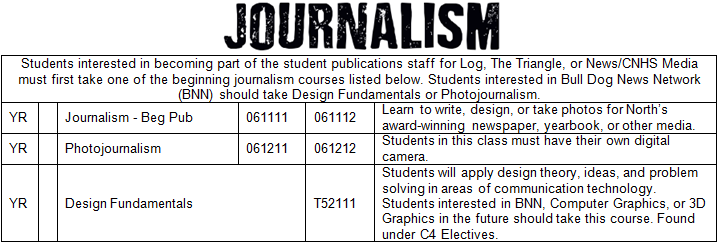 JOURNALISM
Students interested in becoming part of the student publications staff for Log, The Triangle, or News/CNHS Media
must first take one of the beginning journalism courses listed below. Students interested in Bull Dog News Network
(BNN) should take Design Fundamentals or Photojournalism.
YR Journalism - Beg Pub 061111 061112 Learn to write, design, or take photos for North's
award-winning newspaper, yearbook, or other media.
YR Photojournalism 061211 061212 Students in this class must have their own digital
camera.
Students will apply design theory, ideas, and problem
solving in areas of communication technology.
YR Design Fundamentals T52111 Students interested in BNN, Computer Graphics, or 3D
Graphics in the future should take this course. Found
under C4 Electives.